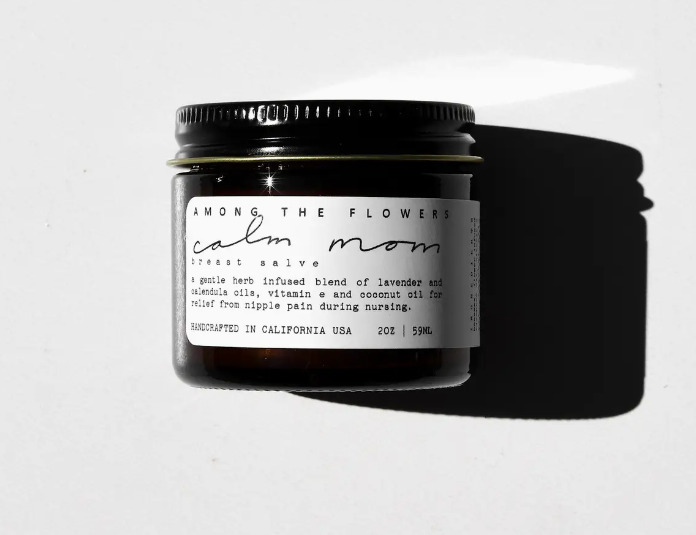 AMONG THE FLOWERS
calm mom
breast salve
a gentle herb infused blend of lavender and
calendula oils, vitamin e and coconut oil for
relief from nipple pain during nursing.
HANDCRAFTED IN CALIFORNIA USA 2OZ | 59ML